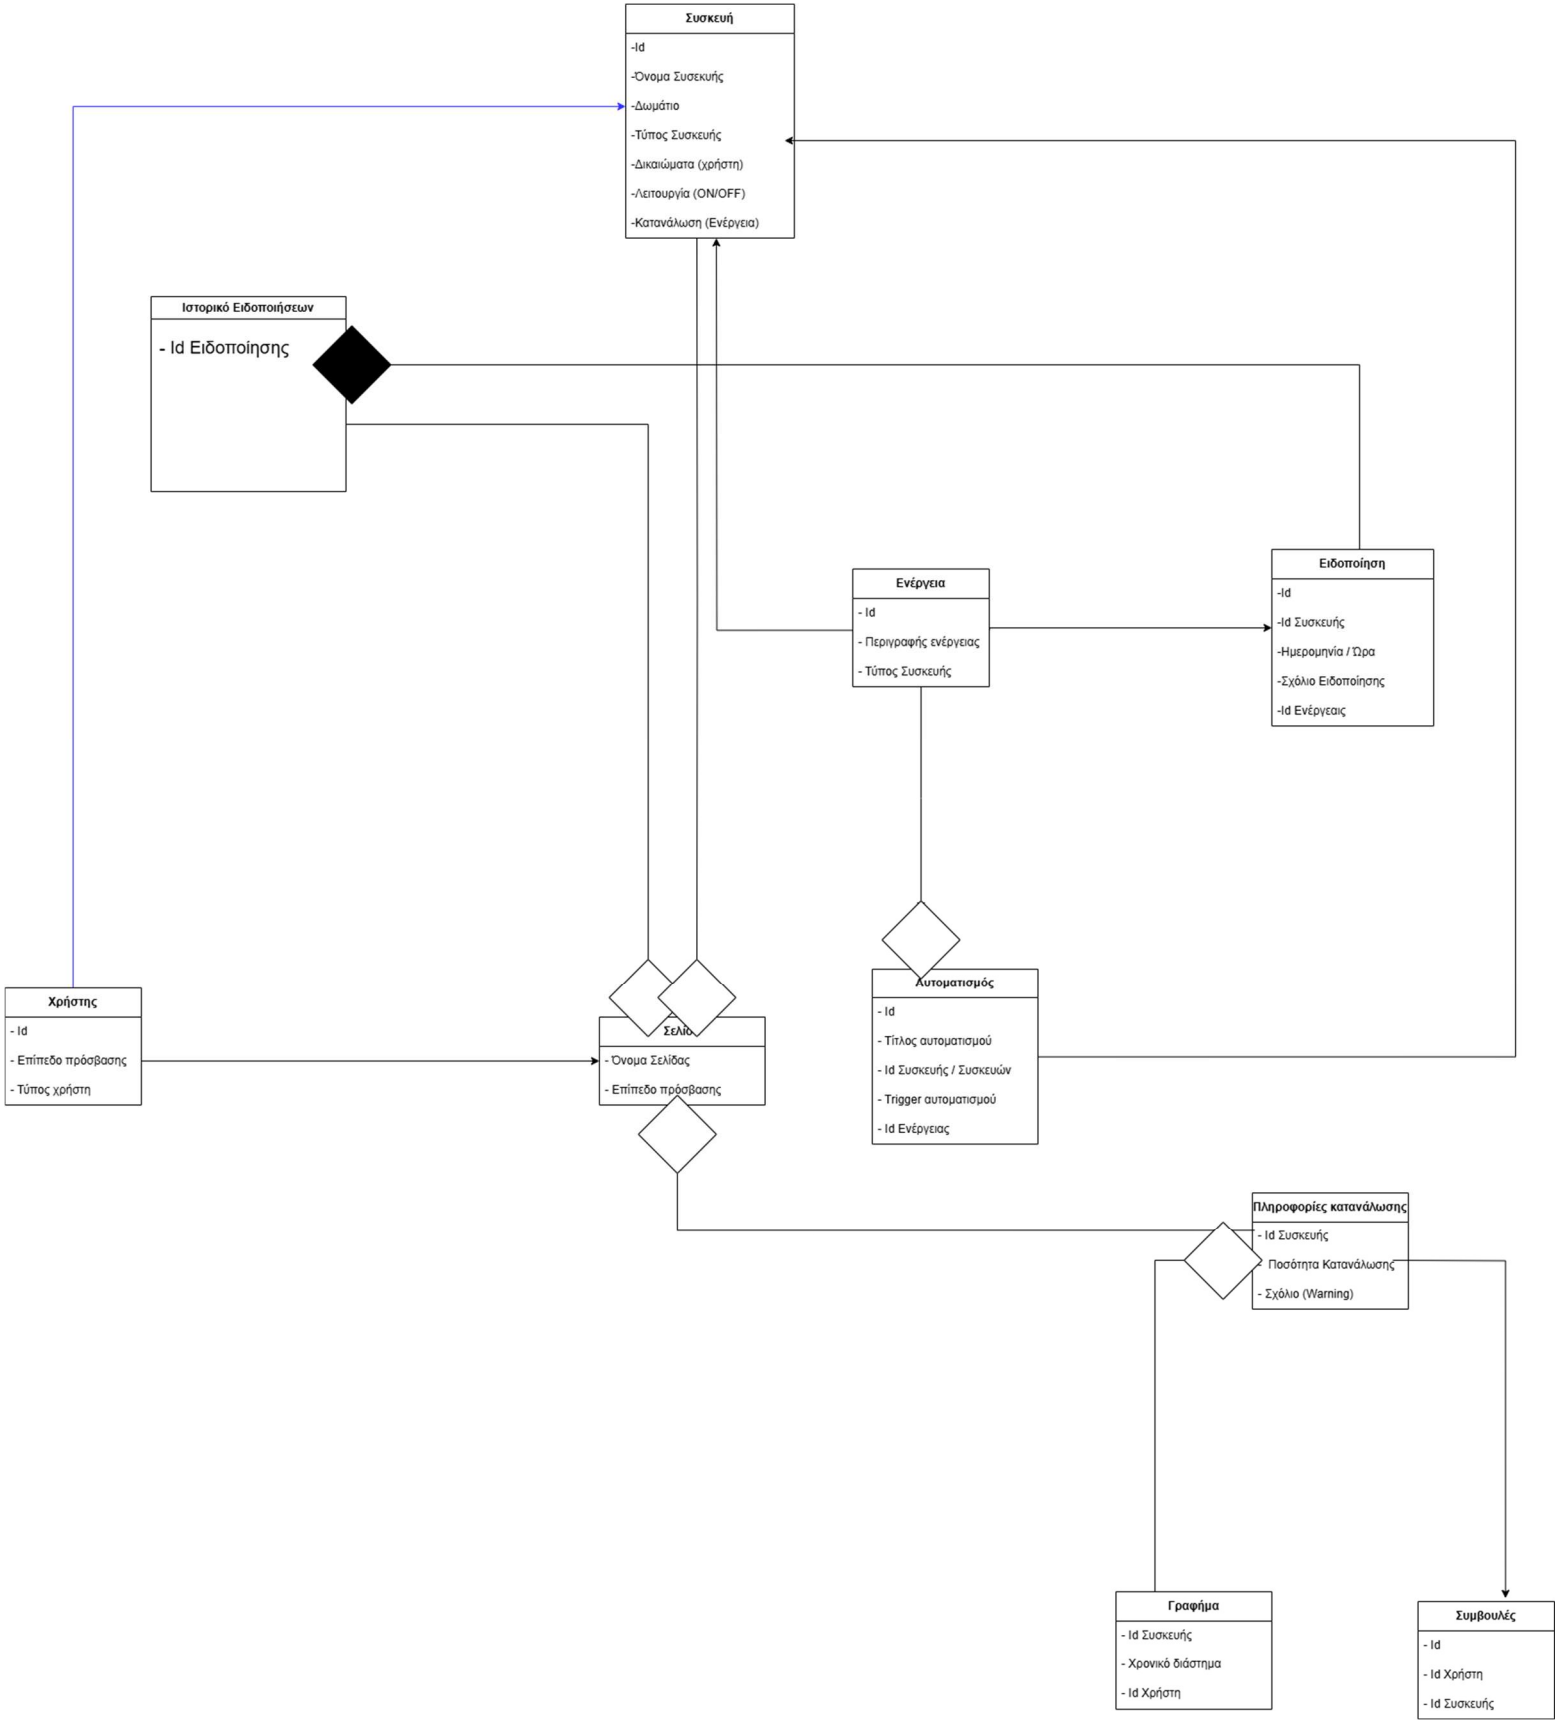 Συσκευή
-Id
-Όνομα Συσεκυής
-Δωμάτιο
-Τύπος Συσκευής
-Δικαιώματα (χρήστη)
-Λειτουργία (ON/OFF)
-Κατανάλωση (Ενέργεια)
Ιστορικό Ειδοποιήσεων
- Id Ειδοποίησης
Ειδοποίηση
-Id
-Id Συσκευής
-Ημερομηνία / Ώρα
-Σχόλιο Ειδοποίησης
-Id Ενέργεαις
Ενέργεια
- Id
- Περιγραφής ενέργειας
- Τύπος Συσκευής
Χρήστης
- Id
- Επίπεδο πρόσβασης
- Τύπος χρήστη
- Όνομα Σελίδας
- Επίπεδο πρόσβασης
Αυτοματισμός
- Id
- Τίτλος αυτοματισμού
- Id Συσκευής / Συσκευών
- Trigger αυτοματισμού
- Id Ενέργειας
Πληροφορίες κατανάλωσης
- Id Συσκευής
- Ποσότητα Κατανάλωσης
- Σχόλιο (Warning)
Γραφήμα
- Id Συσκευής
- Χρονικό διάστημα
- Id Χρήστη
Συμβουλές
- Id
- Id Χρήστη
- Id Συσκευής